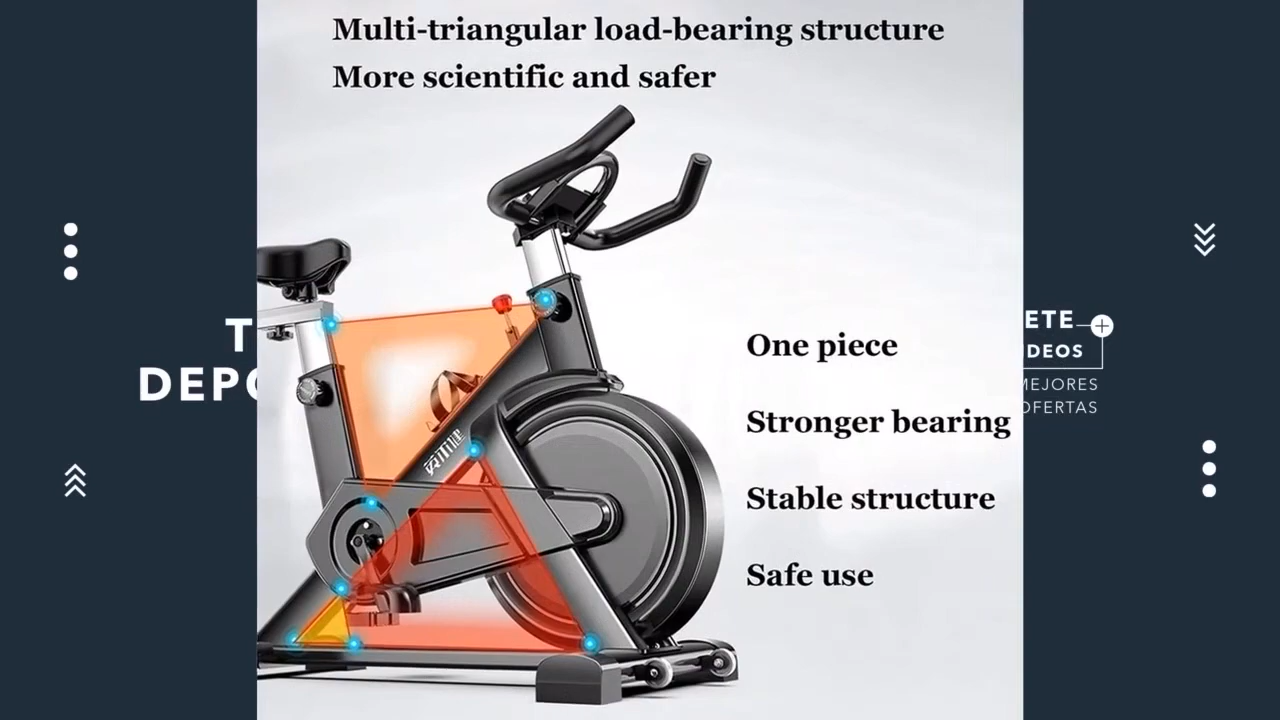 Multi-triangular load-bearing structure
More scientific and safer
One piece
Stronger bearing
Stable structure
Safe use
T
DEPO
ETE
IDEOS
MEJORES
OFERTAS